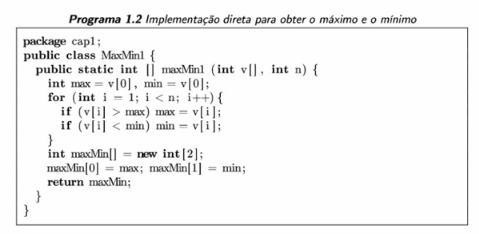 Programa 1.2 Implementação direta para obter o máximo e o mínimo
package cap1;
public class MaxMin1 {
public static int [] maxMin1 (int v[], int n) {
int max = v[0], min = v[0];
for (int i = 1; i < n; i++){
if (v[i] > max) max = v[i];
if (v[i] < min) min = v[i];
}
int maxMin[] = new int[2];
maxMin[0] = max; maxMin[1] = min;
return maxMin;
}
}